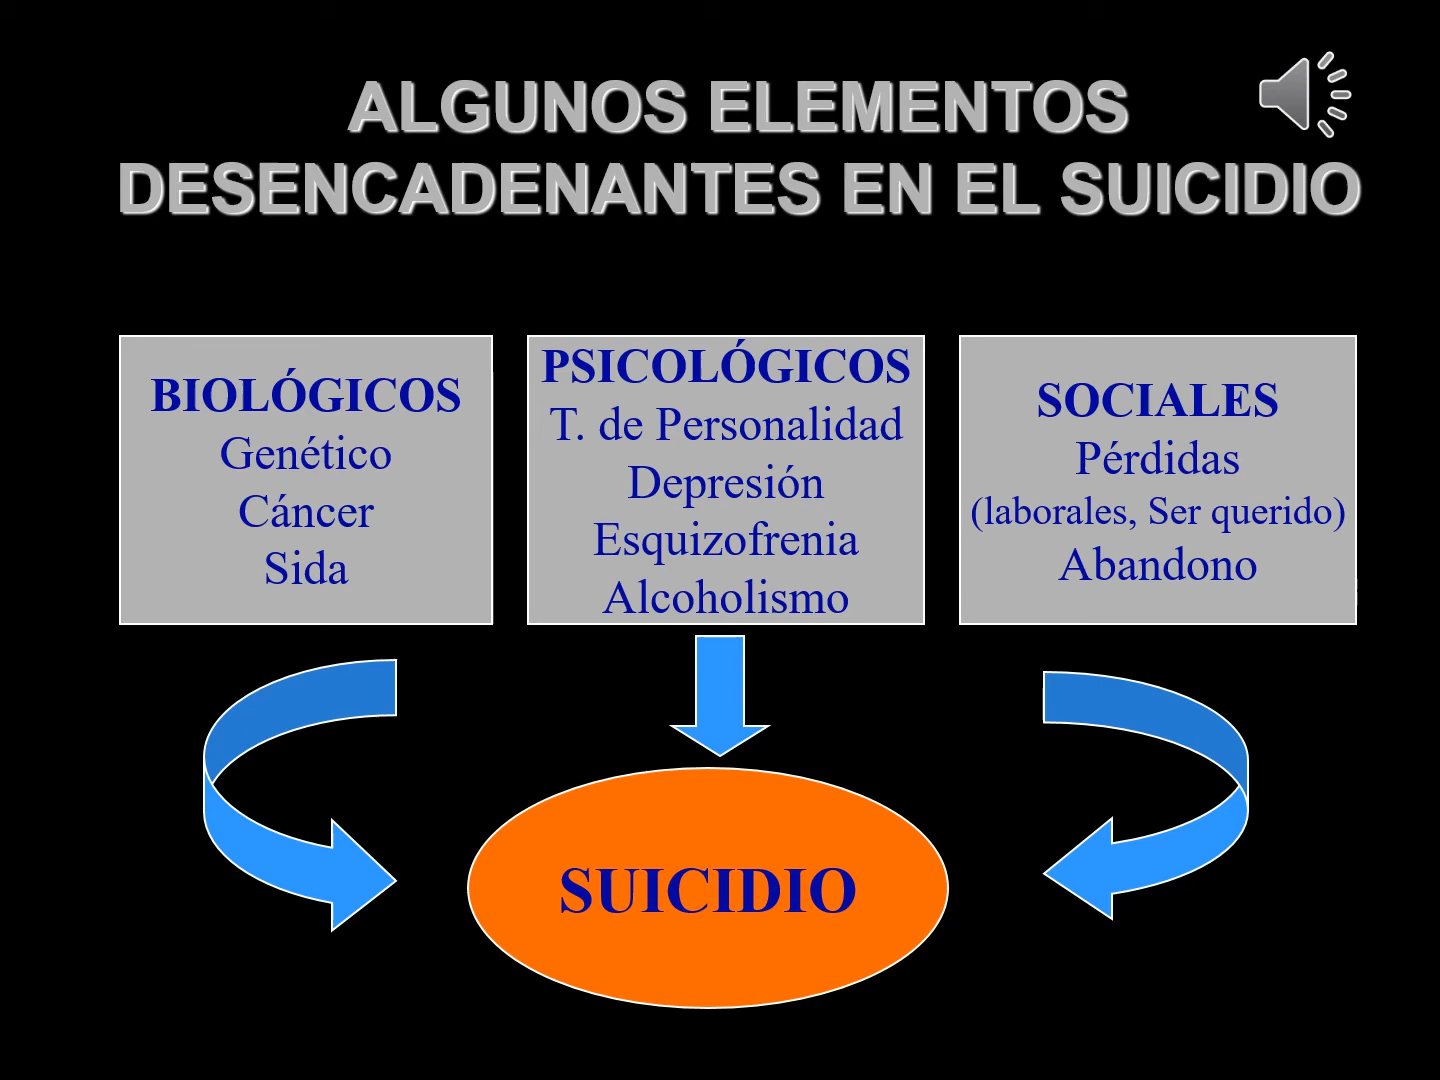 ALGUNOS ELEMENTOS
DESENCADENANTES EN EL SUICIDIO
BIOLÓGICOS
Genético
Cáncer
Sida
PSICOLÓGICOS
T. de Personalidad
Depresión
Esquizofrenia
Alcoholismo
SOCIALES
Pérdidas
(laborales, Ser querido)
Abandono
SUICIDIO